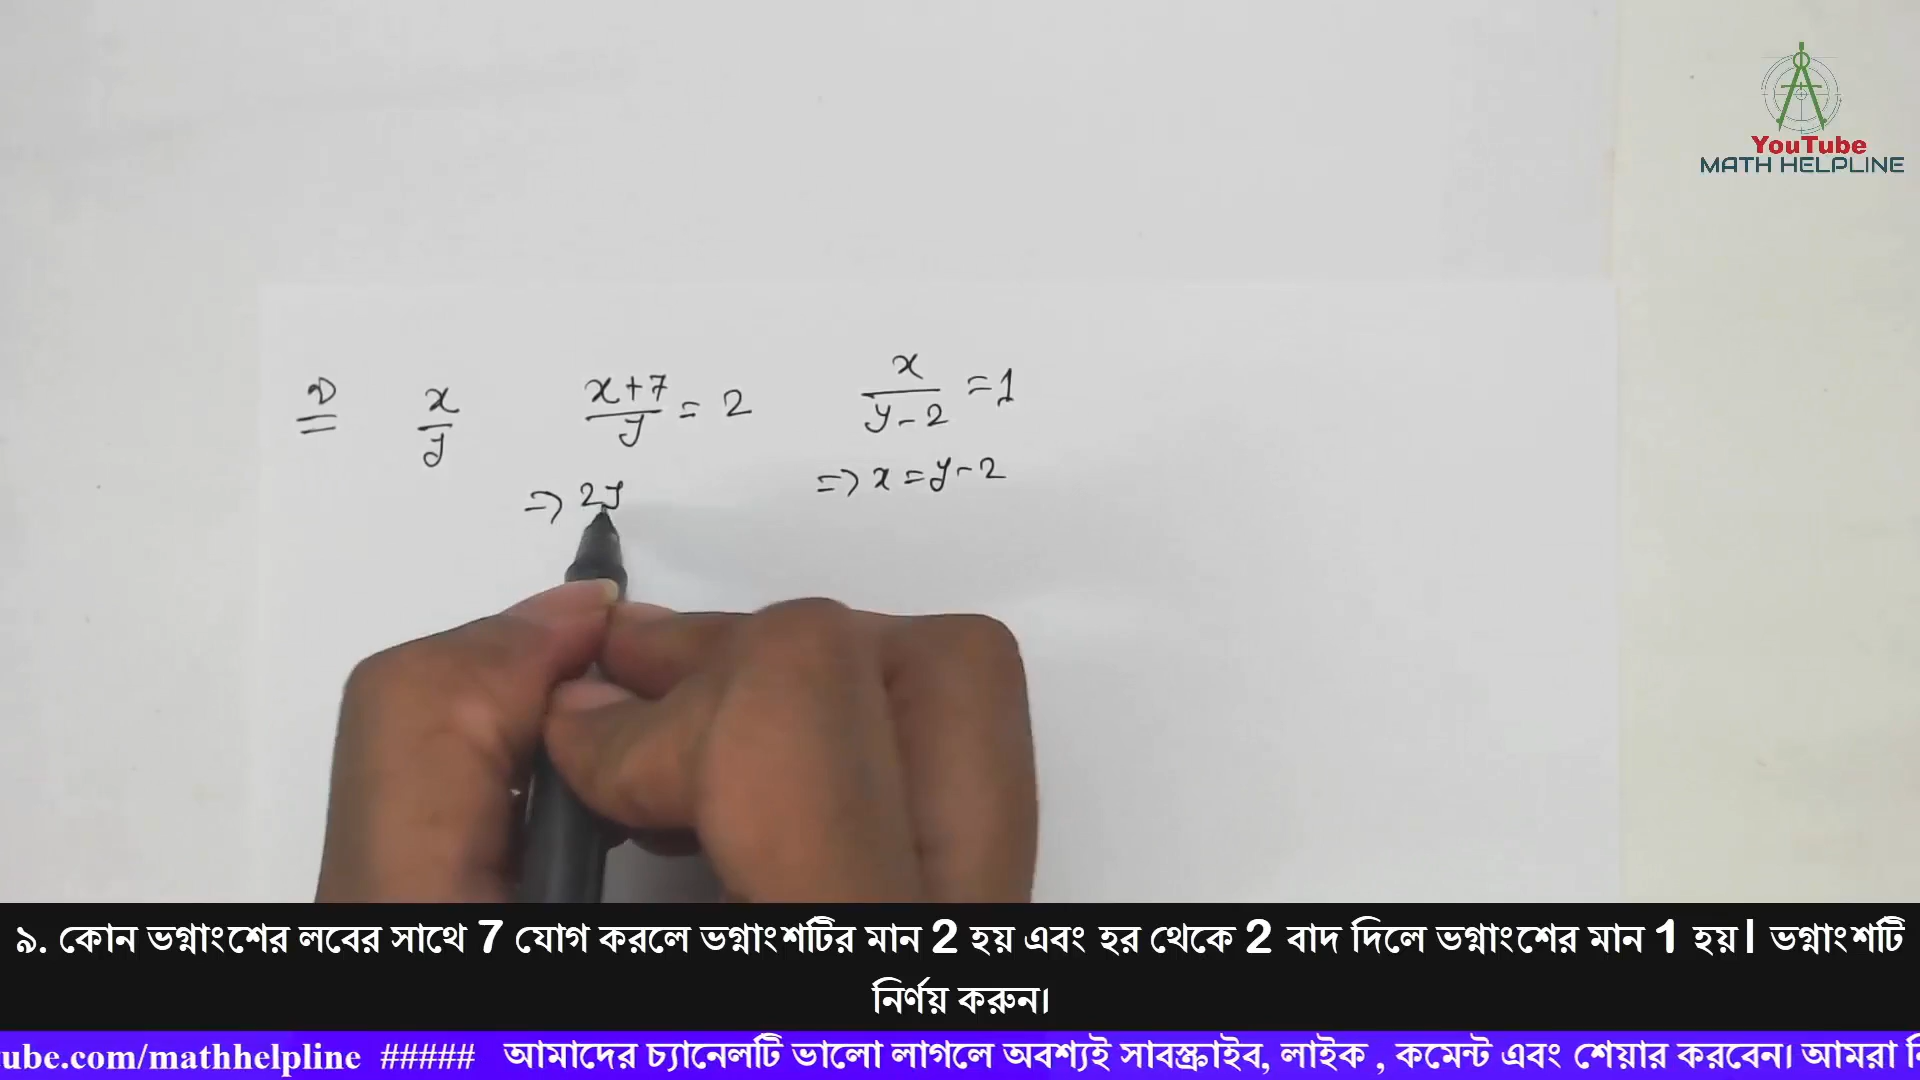 YouTube
MATH HELPLINE
৯ x/y (x+7)/y = 2 x/(y-2) = 1
=> 2y => x = y-2
৯. কোন ভগ্নাংশের লবের সাথে 7 যোগ করলে ভগ্নাংশটির মান 2 হয় এবং হর থেকে 2 বাদ দিলে ভগ্নাংশের মান 1 হয়। ভগ্নাংশটি
নির্ণয় করুন।
tube.com/mathhelpline ##### আমাদের চ্যানেলটি ভালো লাগলে অবশ্যই সাবস্ক্রাইব, লাইক , কমেন্ট এবং শেয়ার করবেন। আমরা